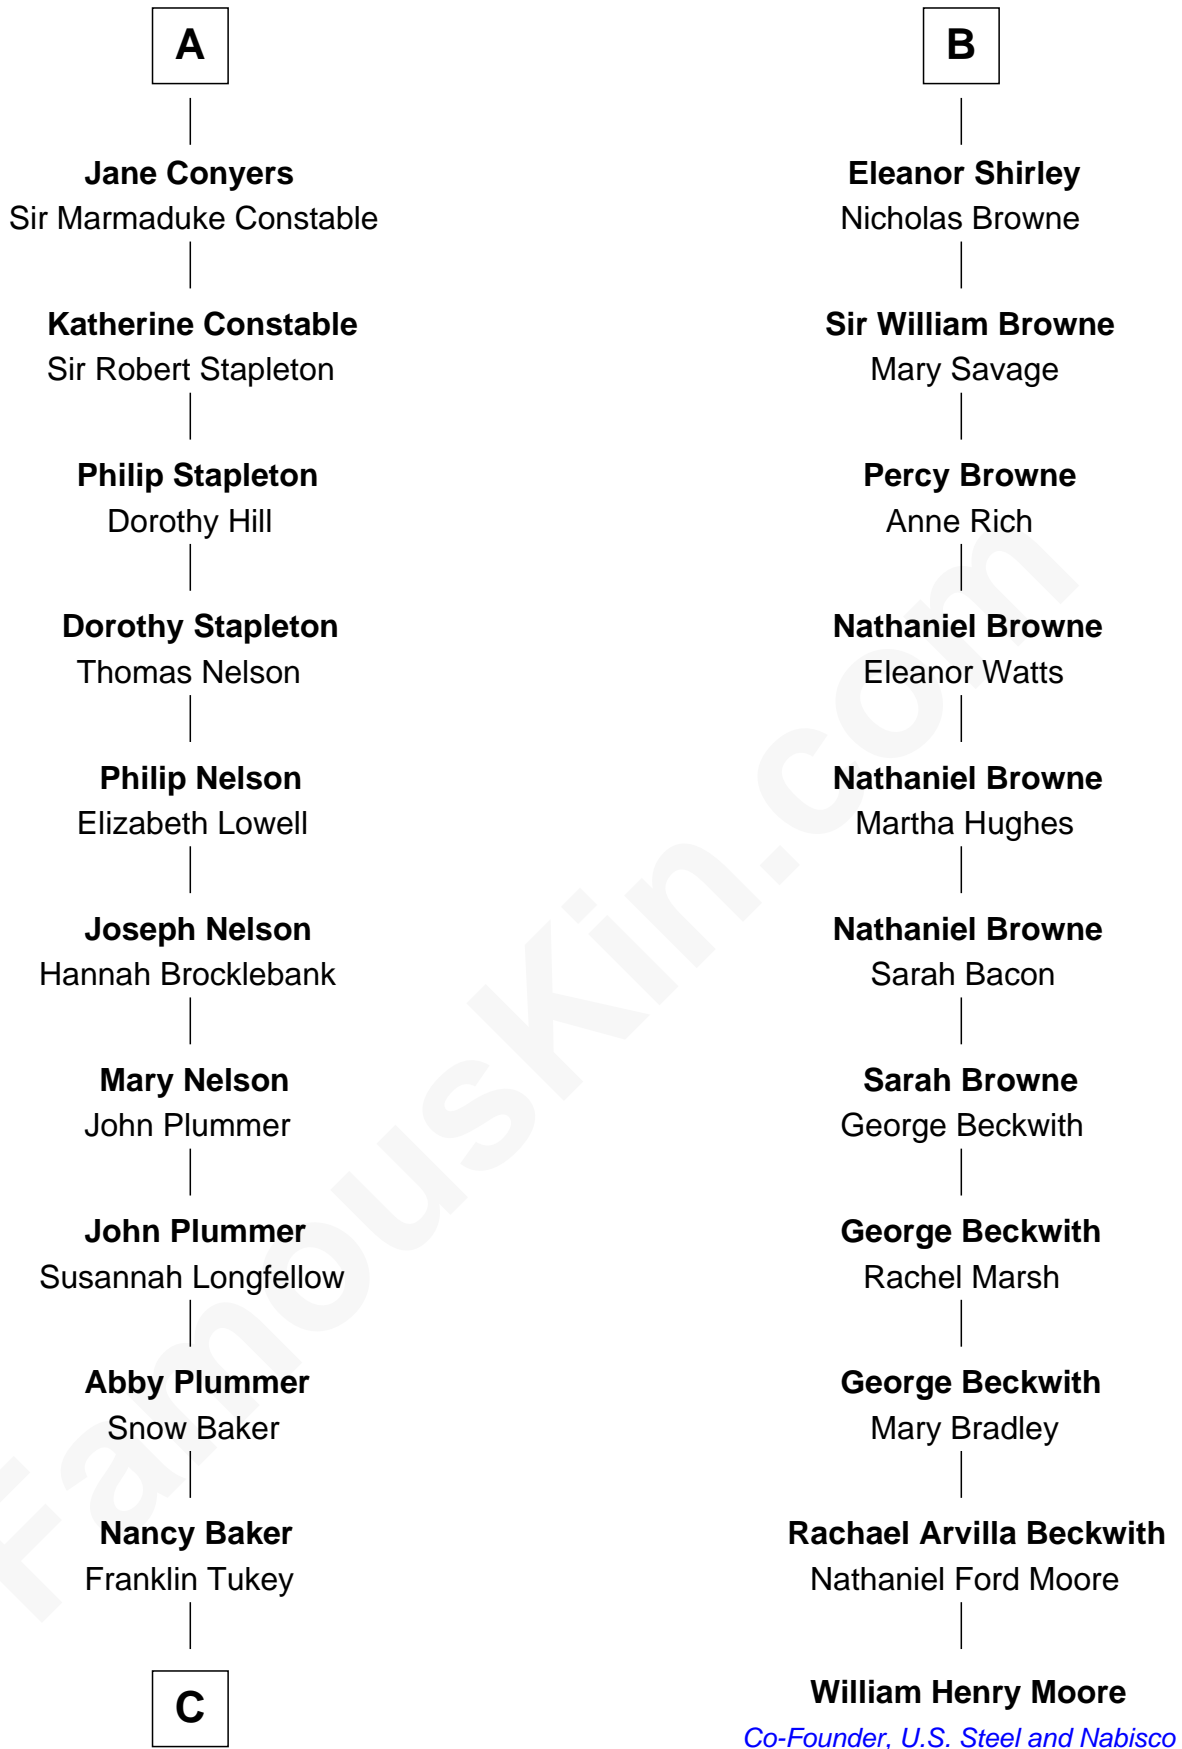 A
Jane Conyers
Sir Marmaduke Constable
Katherine Constable
Sir Robert Stapleton
Philip Stapleton
Dorothy Hill
Dorothy Stapleton
Thomas Nelson
Philip Nelson
Elizabeth Lowell
Joseph Nelson
Hannah Brocklebank
Mary Nelson
John Plummer
John Plummer
Susannah Longfellow
Abby Plummer
Snow Baker
Nancy Baker
Franklin Tukey
C
B
Eleanor Shirley
Nicholas Browne
Sir William Browne
Mary Savage
Percy Browne
Anne Rich
Nathaniel Browne
Eleanor Watts
Nathaniel Browne
Martha Hughes
Nathaniel Browne
Sarah Bacon
Sarah Browne
George Beckwith
George Beckwith
Rachel Marsh
George Beckwith
Mary Bradley
Rachael Arvilla Beckwith
Nathaniel Ford Moore
William Henry Moore
Co-Founder, U.S. Steel and Nabisco
FamousKin.com